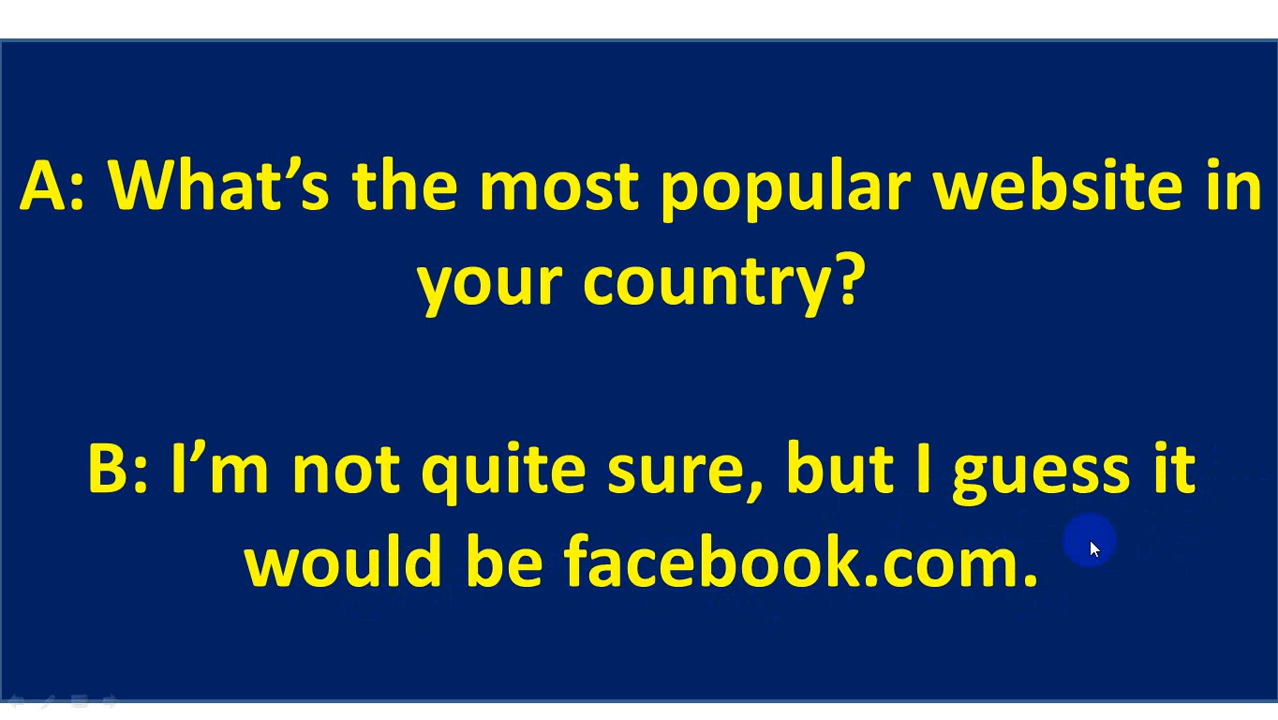 A: What’s the most popular website in
your country?
B: I’m not quite sure, but I guess it
would be facebook.com.